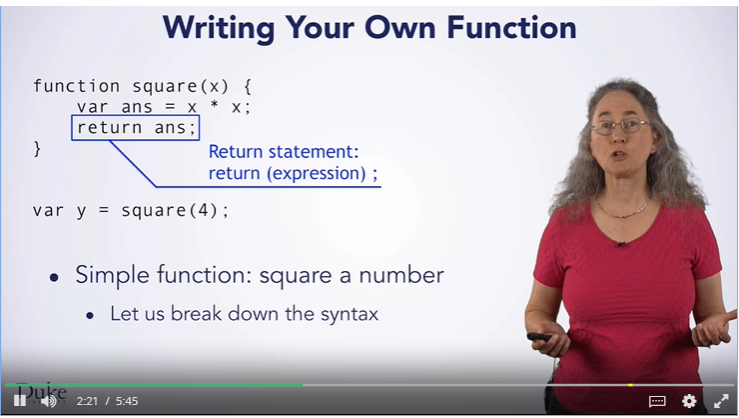 Writing Your Own Function
function square(x) {
    var ans = x * x;
    return ans;
}
Return statement:
return (expression) ;
var y = square(4);
• Simple function: square a number
• Let us break down the syntax
Duke
2:21 / 5:45